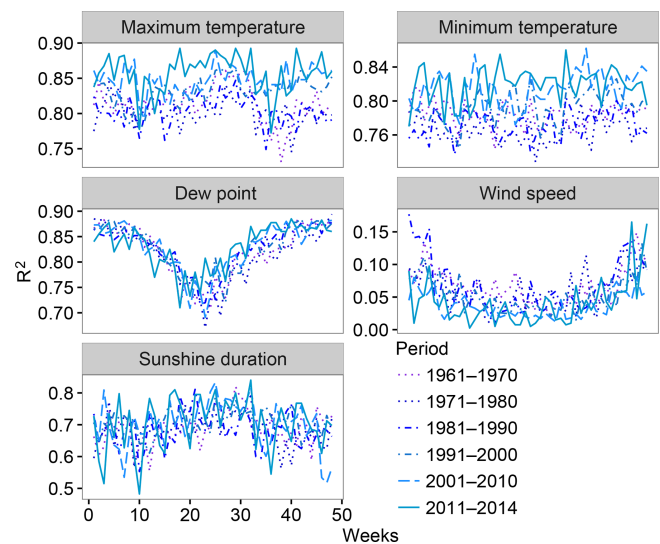 Maximum temperature
Minimum temperature
0.90
0.85
0.80
0.75
0.84
0.80
0.76
Dew point
Wind speed
0.90
0.85
0.80
0.75
0.70
0.15
0.10
0.05
0.00
R²
Sunshine duration
0.8
0.7
0.6
0.5
0 10 20 30 40 50
Weeks
Period
1961–1970
1971–1980
1981–1990
1991–2000
2001–2010
2011–2014